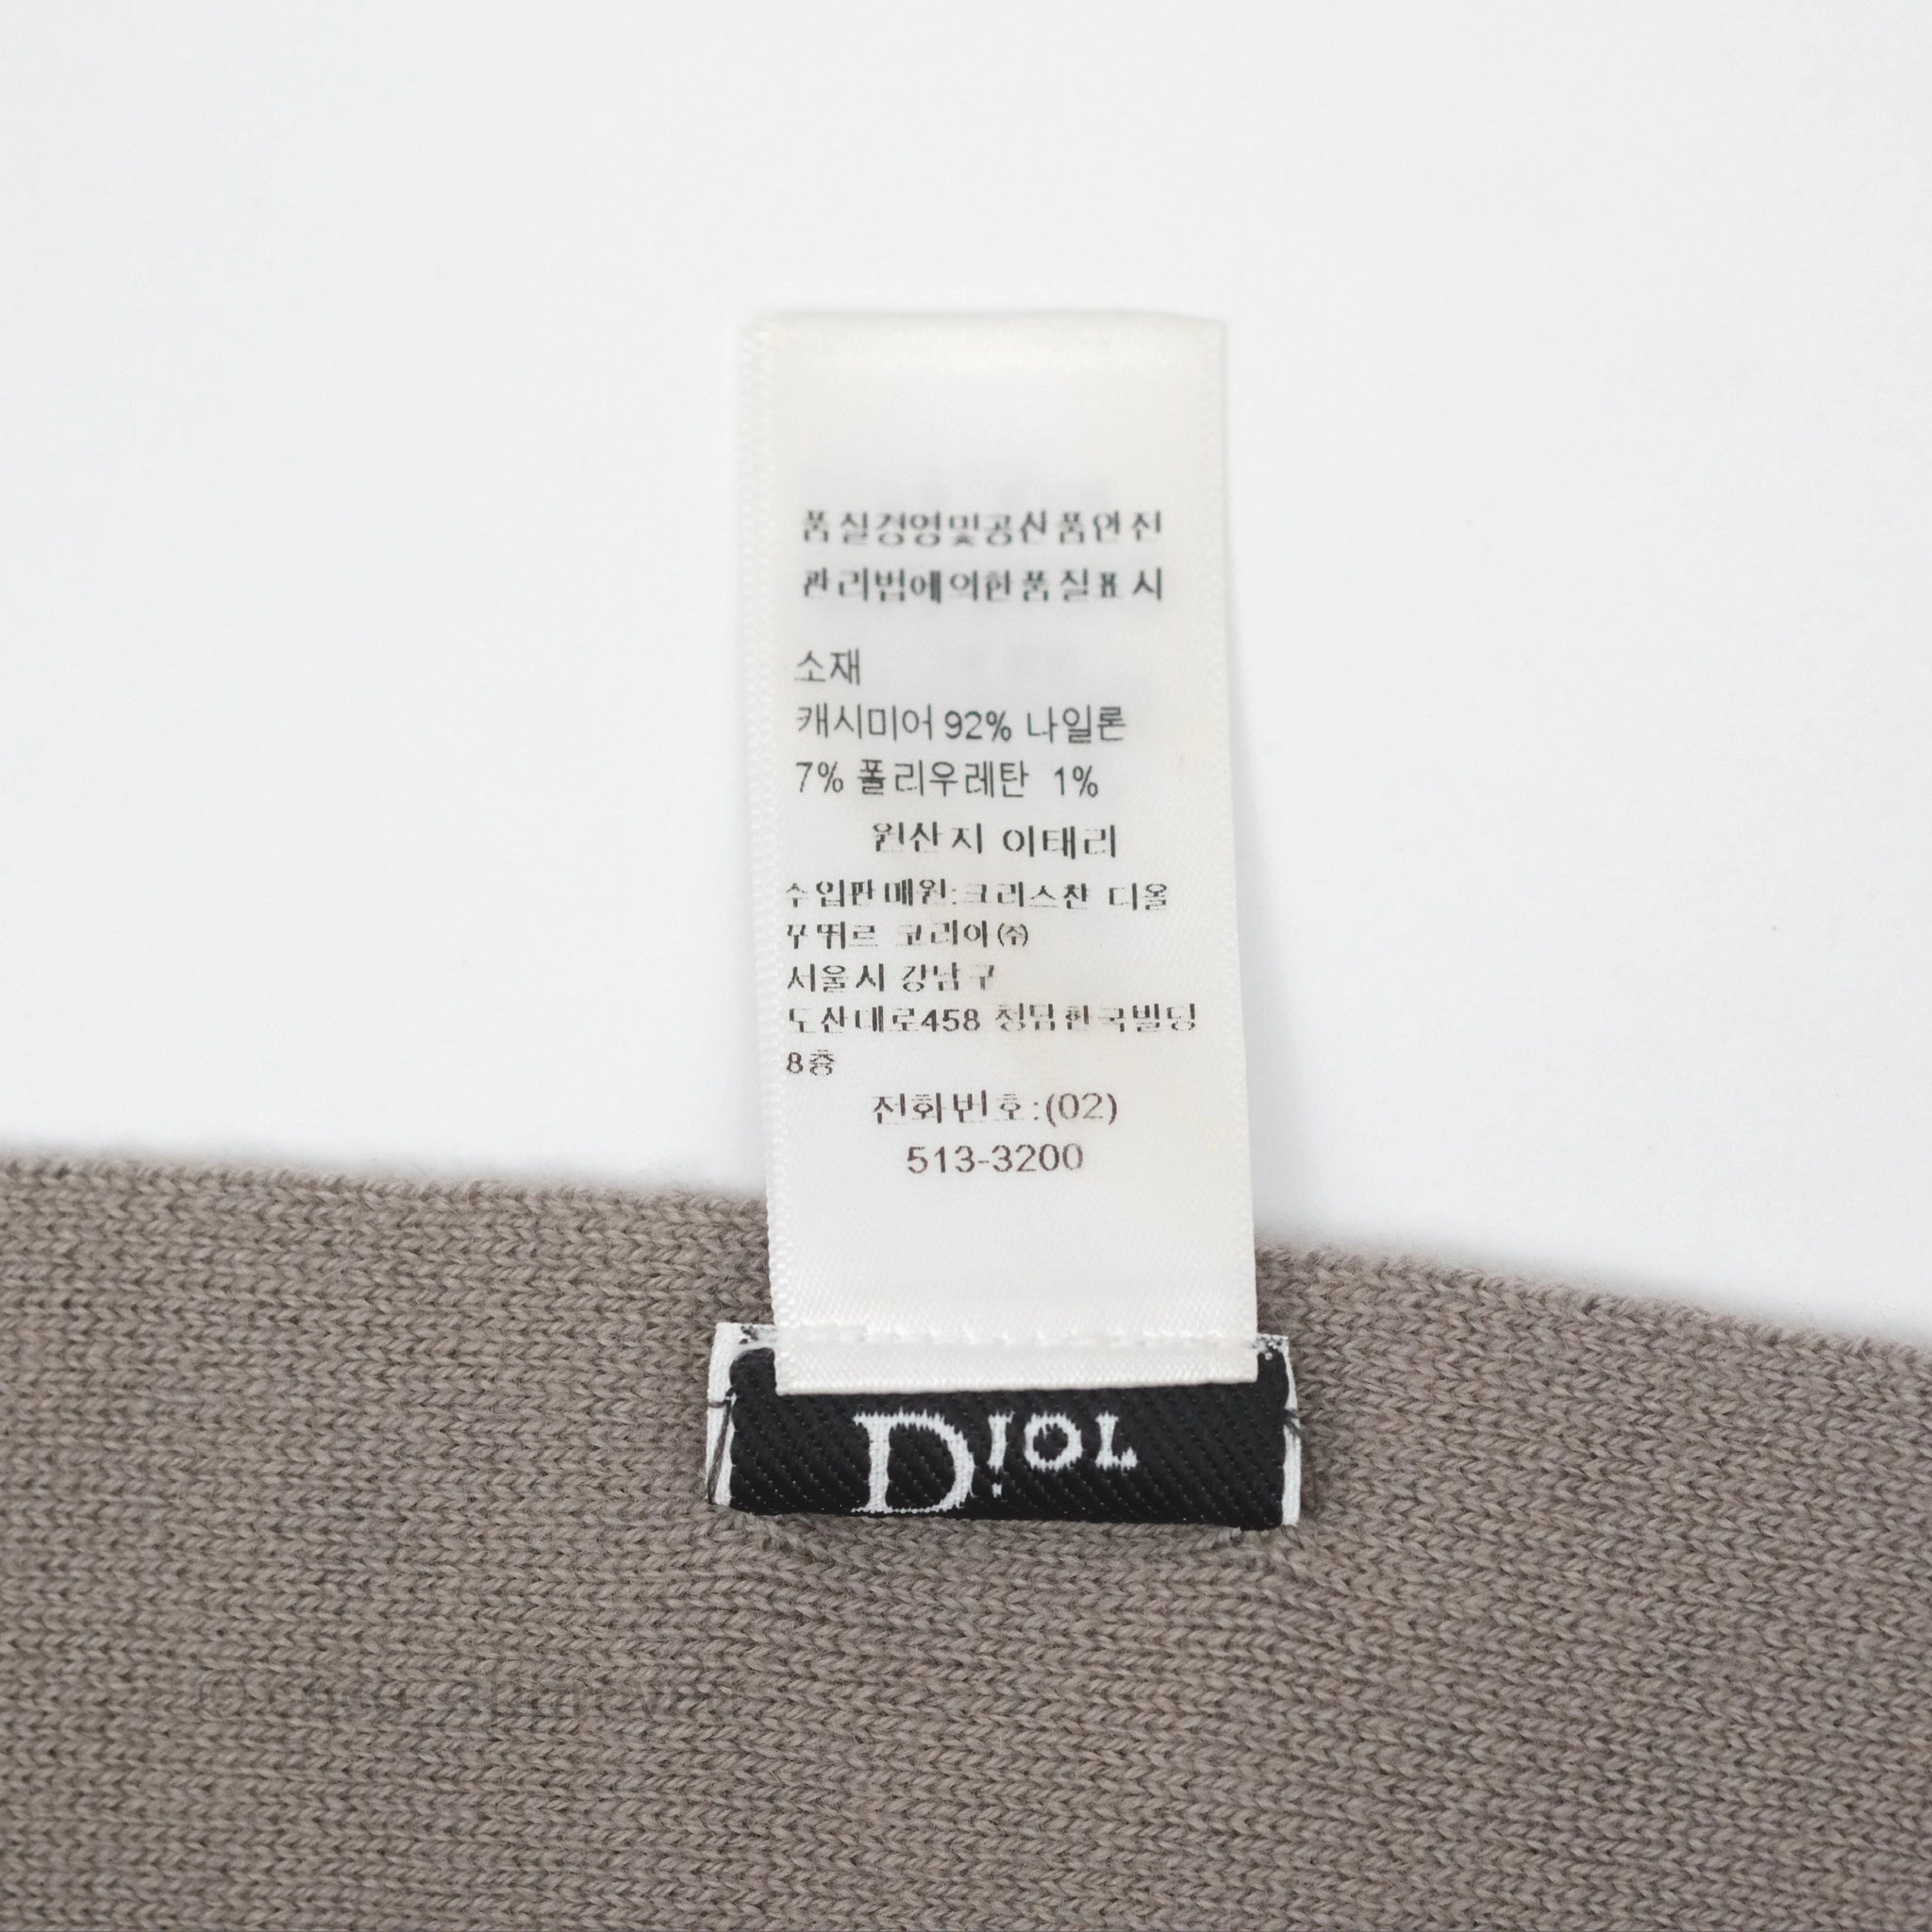 품질경영및공산품안전
관리법에의한품질표시
소재
캐시미어 92% 나일론
7% 폴리우레탄 1%
원산지 이태리
수입판매원:크리스찬 디올
꾸뛰르 코리아㈜
서울시 강남구
도산대로458 청담한국빌딩
8층
전화번호:(02)
513-3200
Dior